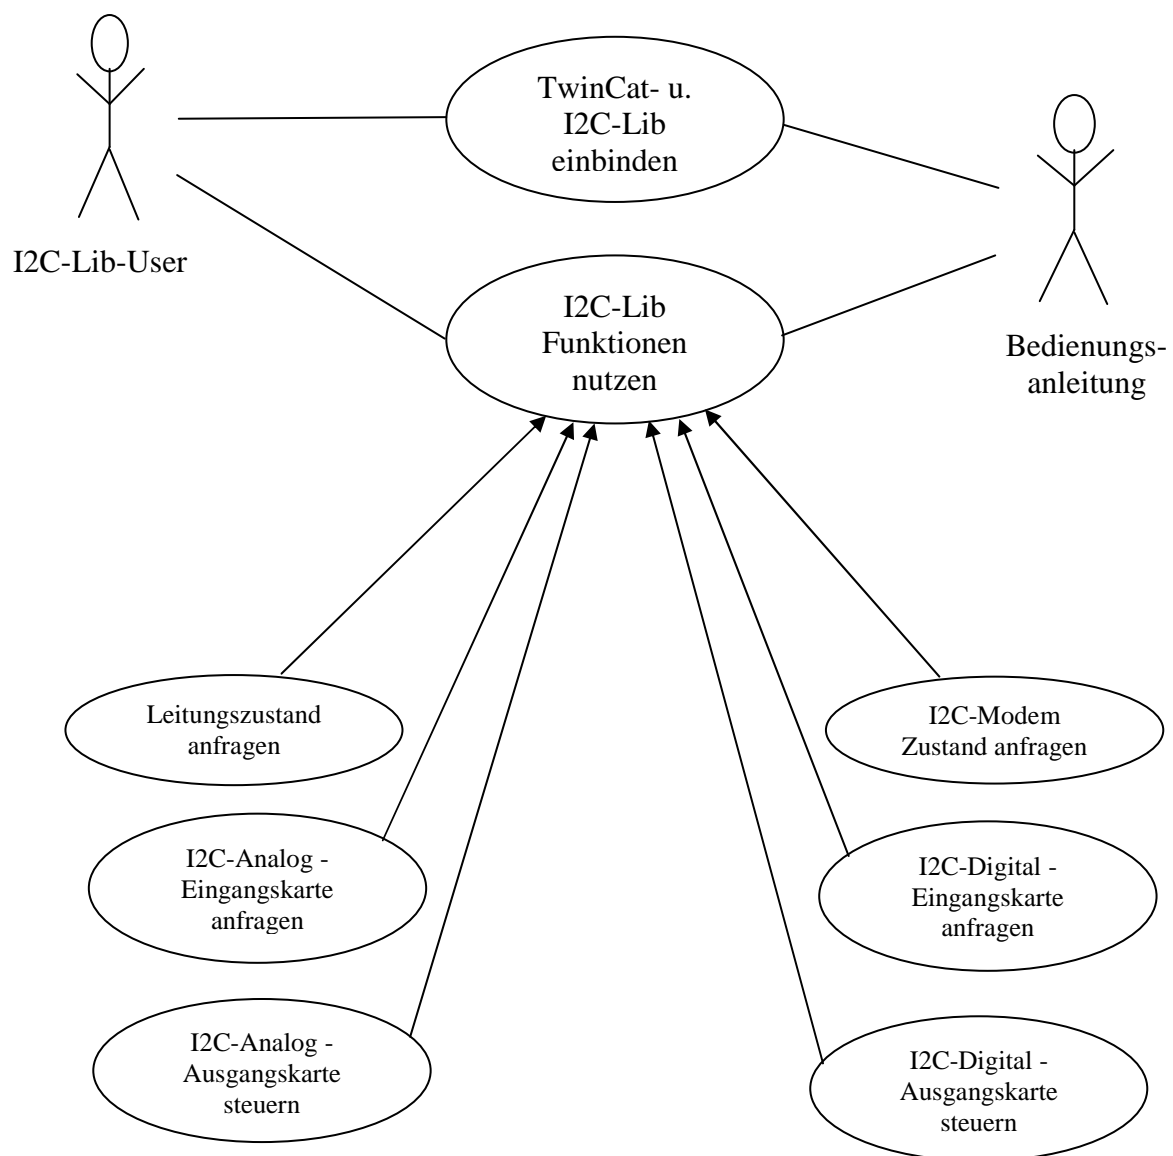 TwinCat- u.
I2C-Lib
einbinden
I2C-Lib-User
I2C-Lib
Funktionen
nutzen
Bedienungs-
anleitung
Leitungszustand
anfragen
I2C-Modem
Zustand anfragen
I2C-Analog -
Eingangskarte
anfragen
I2C-Digital -
Eingangskarte
anfragen
I2C-Analog -
Ausgangskarte
steuern
I2C-Digital -
Ausgangskarte
steuern